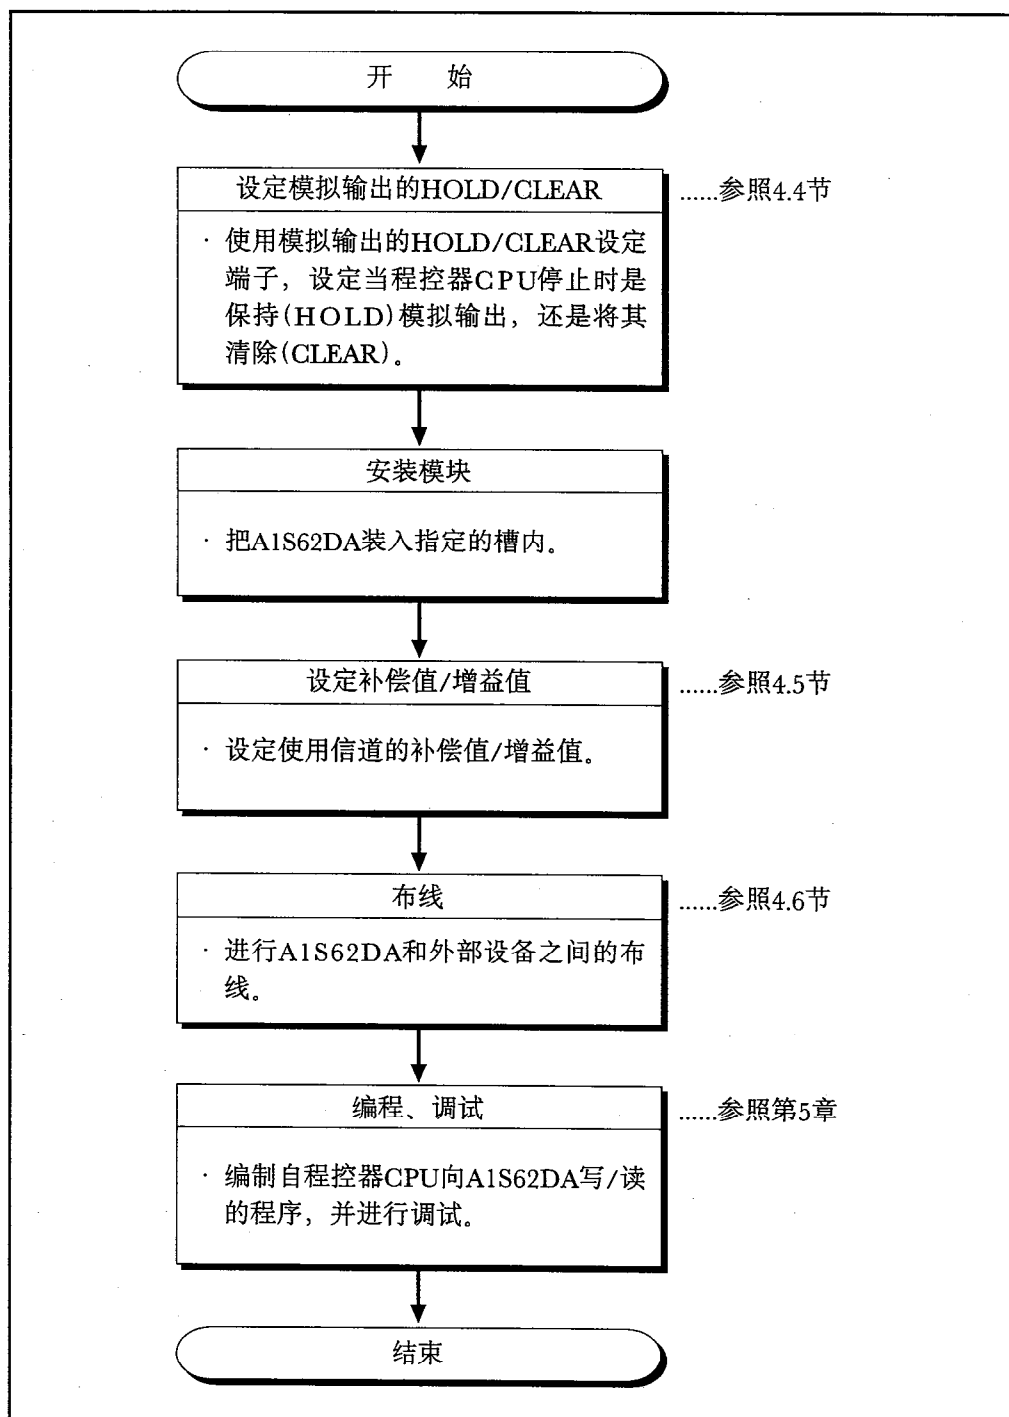 开 始
设定模拟输出的HOLD/CLEAR
......参照4.4节
· 使用模拟输出的HOLD/CLEAR设定
端子，设定当程控器CPU停止时是
保持(HOLD)模拟输出，还是将其
清除(CLEAR)。
安装模块
· 把A1S62DA装入指定的槽内。
设定补偿值/增益值
......参照4.5节
· 设定使用信道的补偿值/增益值。
布线
......参照4.6节
· 进行A1S62DA和外部设备之间的布
线。
编程、调试
......参照第5章
· 编制自程控器CPU向A1S62DA写/读
的程序，并进行调试。
结束